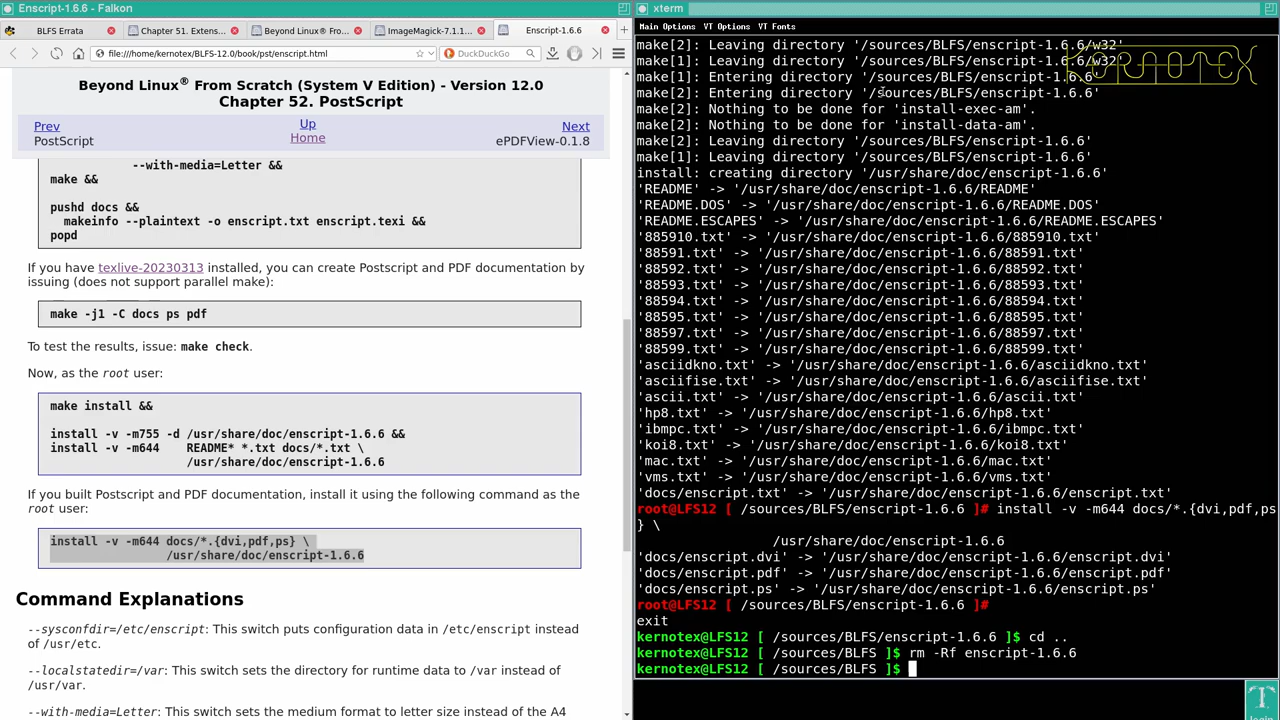 Enscript-1.6.6 - Falkon
BLFS Errata
Chapter 51. Extens...
Beyond Linux® From S...
ImageMagick-7.1.1...
Enscript-1.6.6
file:///home/kernotex/BLFS-12.0/book/pst/enscript.html
DuckDuckGo
Beyond Linux® From Scratch (System V Edition) - Version 12.0
Chapter 52. PostScript
Prev
Up
Next
PostScript
Home
ePDFView-0.1.8
--with-media=Letter &&
make &&
pushd docs &&
makeinfo --plaintext -o enscript.txt enscript.texi &&
popd
If you have texlive-20230313 installed, you can create Postscript and PDF documentation by
issuing (does not support parallel make):
make -j1 -C docs ps pdf
To test the results, issue: make check.
Now, as the root user:
make install &&
install -v -m755 -d /usr/share/doc/enscript-1.6.6 &&
install -v -m644 README* *.txt docs/*.txt \
/usr/share/doc/enscript-1.6.6
If you built Postscript and PDF documentation, install it using the following command as the
root user:
install -v -m644 docs/*.{dvi,pdf,ps} \
/usr/share/doc/enscript-1.6.6
Command Explanations
--sysconfdir=/etc/enscript: This switch puts configuration data in /etc/enscript instead
of /usr/etc.
--localstatedir=/var: This switch sets the directory for runtime data to /var instead of
/usr/var.
--with-media=Letter: This switch sets the medium format to letter size instead of the A4
xterm
Main Options VT Options VT Fonts
make[2]: Leaving directory '/sources/BLFS/enscript-1.6.6/w32'
make[1]: Leaving directory '/sources/BLFS/enscript-1.6.6/w32'
make[1]: Entering directory '/sources/BLFS/enscript-1.6.6'
make[2]: Entering directory '/sources/BLFS/enscript-1.6.6'
make[2]: Nothing to be done for 'install-exec-am'.
make[2]: Nothing to be done for 'install-data-am'.
make[2]: Leaving directory '/sources/BLFS/enscript-1.6.6'
make[1]: Leaving directory '/sources/BLFS/enscript-1.6.6'
install: creating directory '/usr/share/doc/enscript-1.6.6'
'README' -> '/usr/share/doc/enscript-1.6.6/README'
'README.DOS' -> '/usr/share/doc/enscript-1.6.6/README.DOS'
'README.ESCAPES' -> '/usr/share/doc/enscript-1.6.6/README.ESCAPES'
'885910.txt' -> '/usr/share/doc/enscript-1.6.6/885910.txt'
'88591.txt' -> '/usr/share/doc/enscript-1.6.6/88591.txt'
'88592.txt' -> '/usr/share/doc/enscript-1.6.6/88592.txt'
'88593.txt' -> '/usr/share/doc/enscript-1.6.6/88593.txt'
'88594.txt' -> '/usr/share/doc/enscript-1.6.6/88594.txt'
'88595.txt' -> '/usr/share/doc/enscript-1.6.6/88595.txt'
'88597.txt' -> '/usr/share/doc/enscript-1.6.6/88597.txt'
'88599.txt' -> '/usr/share/doc/enscript-1.6.6/88599.txt'
'asciidkno.txt' -> '/usr/share/doc/enscript-1.6.6/asciidkno.txt'
'asciifise.txt' -> '/usr/share/doc/enscript-1.6.6/asciifise.txt'
'ascii.txt' -> '/usr/share/doc/enscript-1.6.6/ascii.txt'
'hp8.txt' -> '/usr/share/doc/enscript-1.6.6/hp8.txt'
'ibmpc.txt' -> '/usr/share/doc/enscript-1.6.6/ibmpc.txt'
'koi8.txt' -> '/usr/share/doc/enscript-1.6.6/koi8.txt'
'mac.txt' -> '/usr/share/doc/enscript-1.6.6/mac.txt'
'vms.txt' -> '/usr/share/doc/enscript-1.6.6/vms.txt'
'docs/enscript.txt' -> '/usr/share/doc/enscript-1.6.6/enscript.txt'
root@LFS12 [ /sources/BLFS/enscript-1.6.6 ]# install -v -m644 docs/*.{dvi,pdf,ps
} \
/usr/share/doc/enscript-1.6.6
'docs/enscript.dvi' -> '/usr/share/doc/enscript-1.6.6/enscript.dvi'
'docs/enscript.pdf' -> '/usr/share/doc/enscript-1.6.6/enscript.pdf'
'docs/enscript.ps' -> '/usr/share/doc/enscript-1.6.6/enscript.ps'
root@LFS12 [ /sources/BLFS/enscript-1.6.6 ]#
exit
kernotex@LFS12 [ /sources/BLFS/enscript-1.6.6 ]$ cd ..
kernotex@LFS12 [ /sources/BLFS ]$ rm -Rf enscript-1.6.6
kernotex@LFS12 [ /sources/BLFS ]$
KERNOTEX
login